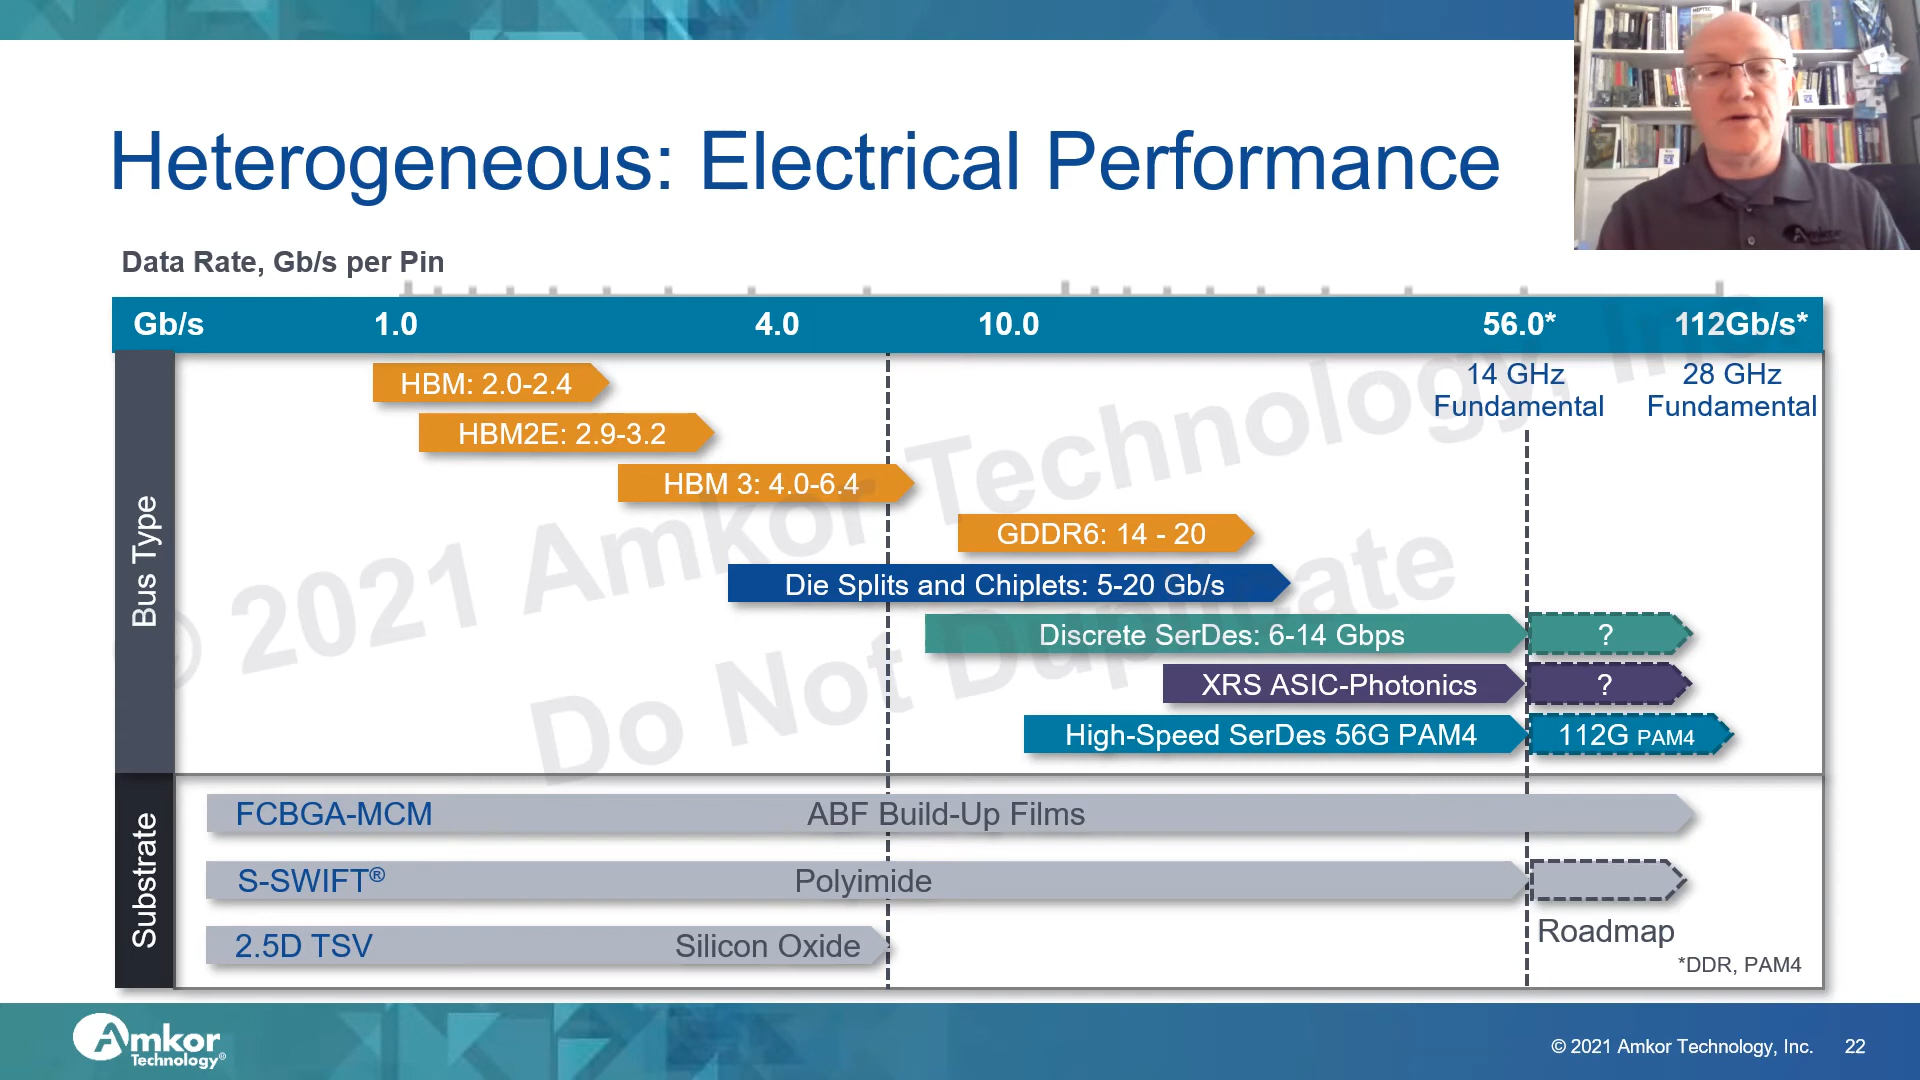 Heterogeneous: Electrical Performance
Amkor
Data Rate, Gb/s per Pin
Gb/s 1.0 4.0 10.0 56.0* 112Gb/s*
14 GHz Fundamental
28 GHz Fundamental
Bus Type
HBM: 2.0-2.4
HBM2E: 2.9-3.2
HBM 3: 4.0-6.4
GDDR6: 14 - 20
Die Splits and Chiplets: 5-20 Gb/s
Discrete SerDes: 6-14 Gbps ?
XRS ASIC-Photonics ?
High-Speed SerDes 56G PAM4 112G PAM4
© 2021 Amkor Technology, Inc.
Do Not Duplicate
Substrate
FCBGA-MCM ABF Build-Up Films
S-SWIFT® Polyimide
2.5D TSV Silicon Oxide
Roadmap
*DDR, PAM4
Amkor
Technology®
© 2021 Amkor Technology, Inc. 22